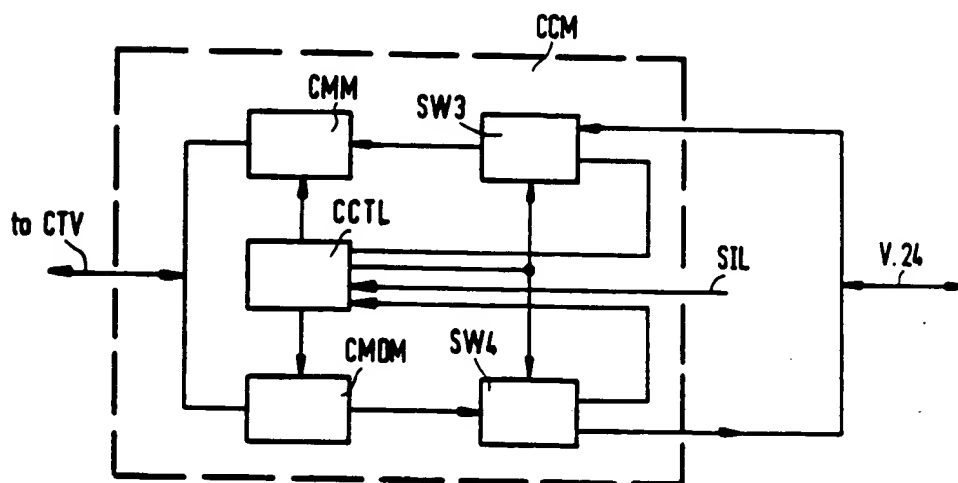 CCM
CMM
SW3
to CTV
CCTL
SIL
V.24
CMDM
SW4